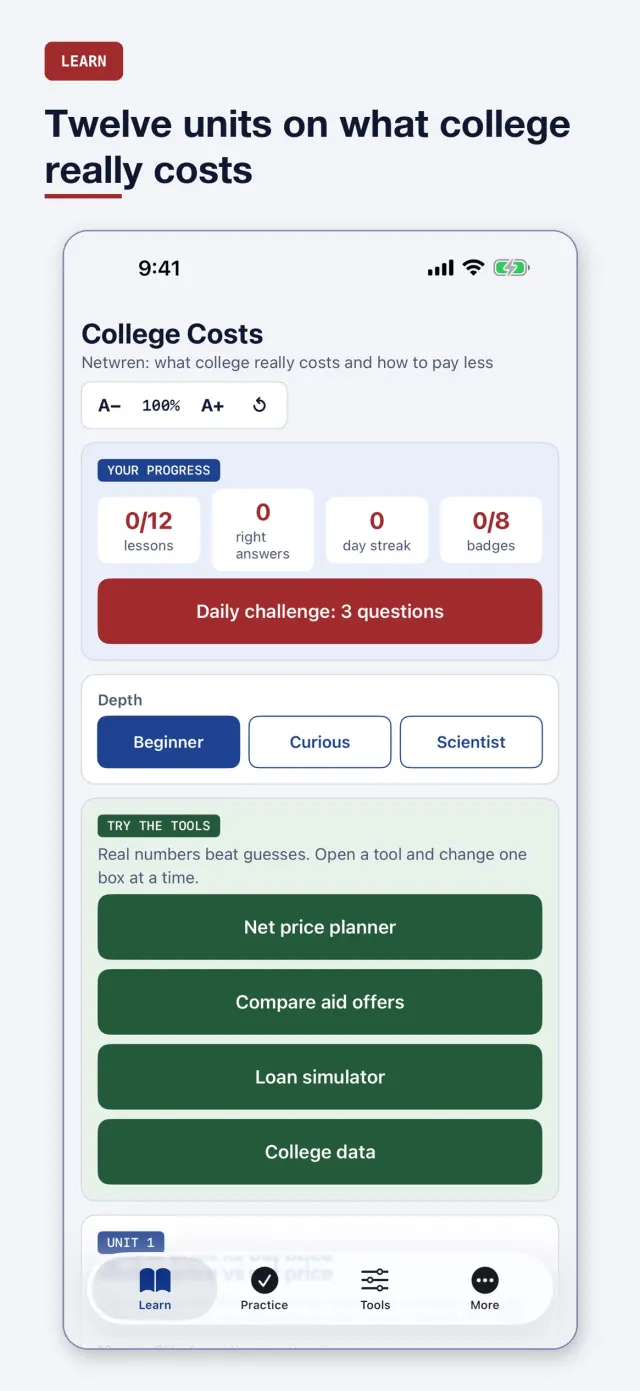 LEARN
Twelve units on what college
really costs
9:41
College Costs
Netwren: what college really costs and how to pay less
A− 100% A+
YOUR PROGRESS
0/12
lessons
0
right
answers
0
day streak
0/8
badges
Daily challenge: 3 questions
Depth
Beginner Curious Scientist
TRY THE TOOLS
Real numbers beat guesses. Open a tool and change one
box at a time.
Net price planner
Compare aid offers
Loan simulator
College data
UNIT 1
vs
price
Learn Practice Tools More